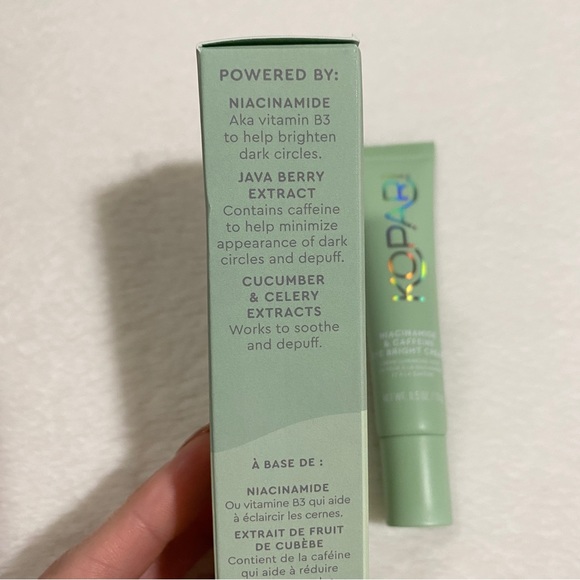 POWERED BY:
NIACINAMIDE
Aka vitamin B3
to help brighten
dark circles.
JAVA BERRY
EXTRACT
Contains caffeine
to help minimize
appearance of dark
circles and depuff.
CUCUMBER
& CELERY
EXTRACTS
Works to soothe
and depuff.
À BASE DE :
NIACINAMIDE
Ou vitamine B3 qui aide
à éclaircir les cernes.
EXTRAIT DE FRUIT
DE CUBÈBE
Contient de la caféine
qui aide à réduire
KOPARI
NIACINAMIDE
& CAFFEINE
BRIGHT
NET WT.